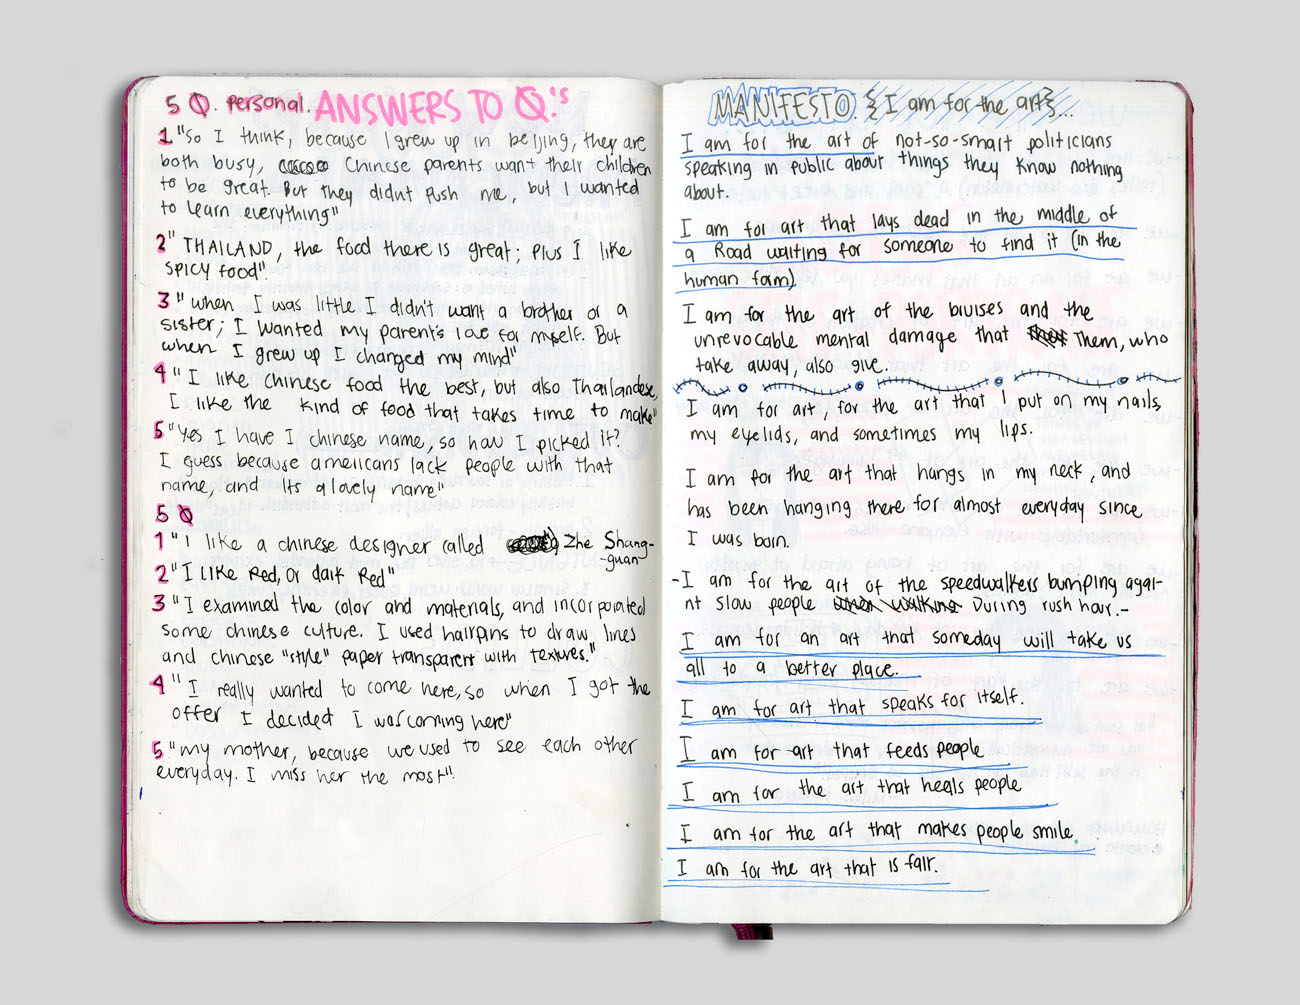 5 Q. Personal. ANSWERS TO Q.'s
1 "So I think, because I grew up in beijing, they are
both busy, Chinese parents want their children
to be great. But they didnt push me, but I wanted
to learn everything"
2 "THAILAND, the food there is great; plus I like
SPICY food".
3 "when I was little I didn't want a brother or a
sister; I wanted my parent's love for myself. But
when I grew up I changed my mind"
4 "I like chinese food the best, but also Thailandese,
I like the kind of food that takes time to make"
5 "Yes I have 1 chinese name, so how I picked it?
I guess because americans lack people with that
name, and its a lovely name"
5 Q
1 "I like a chinese designer called Zhe Shang-
-guan-
2 "I like Red, or dark Red"
3 "I examined the color and materials, and incorporated
some chinese culture. I used hairpins to draw lines
and chinese "style" paper transparent with textures."
4 "I really wanted to come here, so when I got the
offer I decided I was coming here"
5 "my mother, because we used to see each other
everyday. I miss her the most".
MANIFESTO. {I am for the art}...
I am for the art of not-so-smart politicians
speaking in public about things they know nothing
about.
I am for art that lays dead in the middle of
a Road waiting for someone to find it (in the
human form).
I am for the art of the bruises and the
unrevocable mental damage that Them, who
take away, also give.
I am for art, for the art that I put on my nails,
my eyelids, and sometimes my lips.
I am for the art that hangs in my neck, and
has been hanging there for almost everyday since
I was born.
-I am for the art of the speedwalkers bumping agai-
nt slow people when walking During rush hour.-
I am for an art that someday will take us
all to a better place.
I am for art that speaks for itself.
I am for art that feeds people
I am for the art that heals people
I am for the art that makes people smile.
I am for the art that is fair.